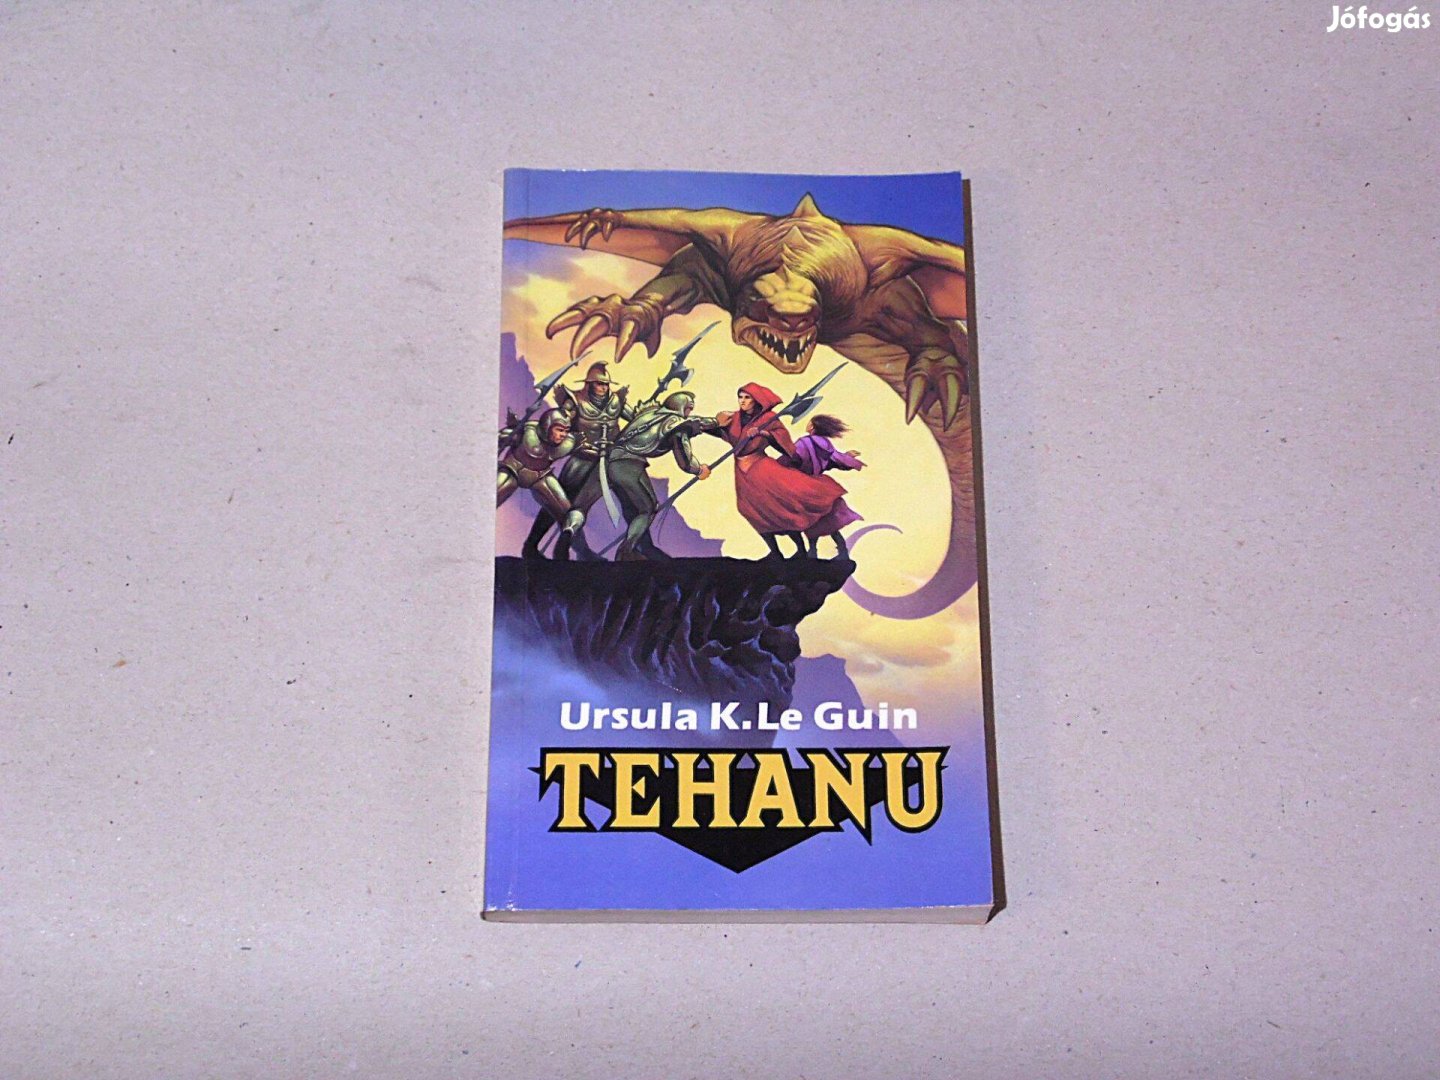 Jófogás
Ursula K.Le Guin
TEHANU